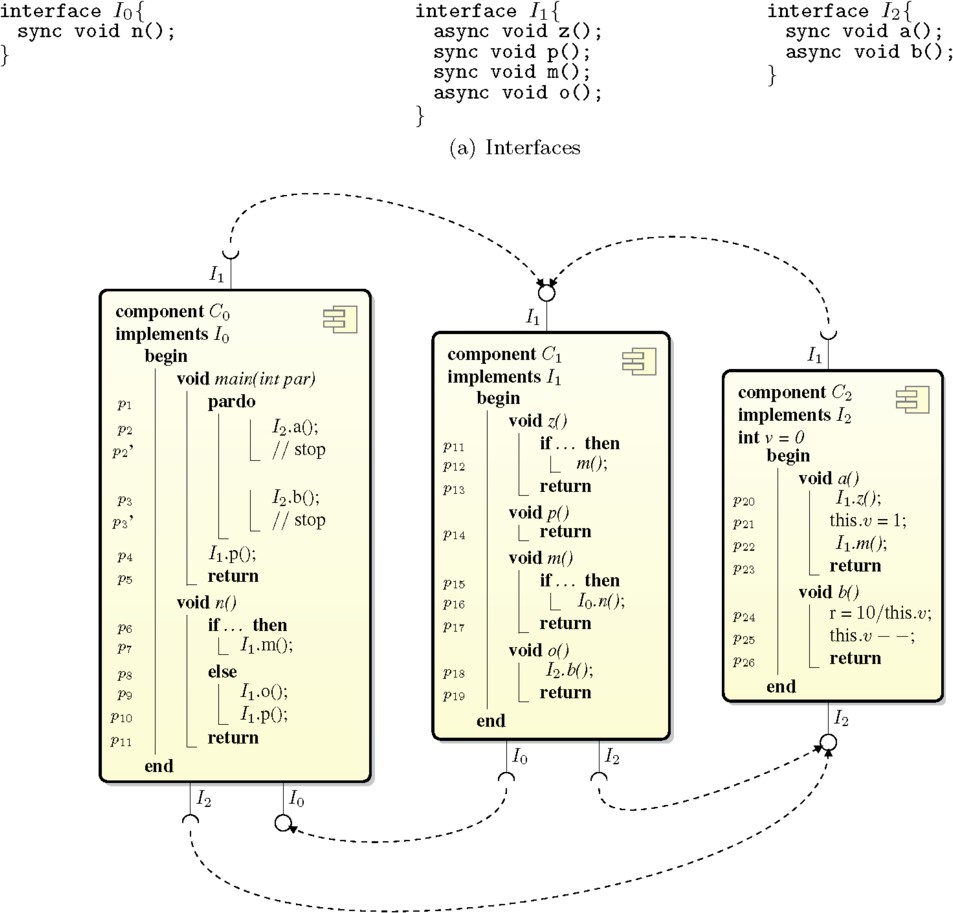 interface I₀{
sync void n();
}
interface I₁{
async void z();
sync void p();
sync void m();
async void o();
}
interface I₂{
sync void a();
async void b();
}
(a) Interfaces
I₁
component C₀
implements I₀
begin
void main(int par)
p₁ pardo
p₂ I₂.a();
p₂' // stop
p₃ I₂.b();
p₃' // stop
p₄ I₁.p();
p₅ return
void n()
p₆ if ... then
p₇ I₁.m();
p₈ else
p₉ I₁.o();
p₁₀ I₁.p();
p₁₁ return
end
I₂
I₀
I₁
component C₁
implements I₁
begin
void z()
p₁₁ if ... then
p₁₂ m();
p₁₃ return
void p()
p₁₄ return
void m()
p₁₅ if ... then
p₁₆ I₀.n();
p₁₇ return
void o()
p₁₈ I₂.b();
p₁₉ return
end
I₀
I₂
I₁
component C₂
implements I₂
int v = 0
begin
void a()
p₂₀ I₁.z();
p₂₁ this.v = 1;
p₂₂ I₁.m();
p₂₃ return
void b()
p₂₄ r = 10/this.v;
p₂₅ this.v − −;
p₂₆ return
end
I₂